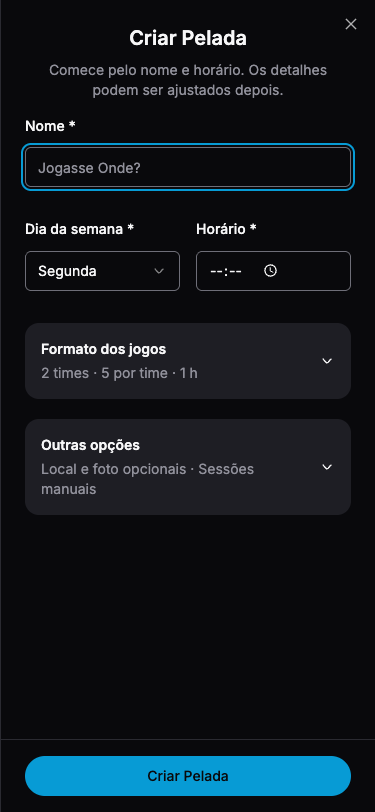 Criar Pelada
Comece pelo nome e horário. Os detalhes
podem ser ajustados depois.
Nome *
Jogasse Onde?
Dia da semana *
Horário *
Segunda
--:--
Formato dos jogos
2 times · 5 por time · 1 h
Outras opções
Local e foto opcionais · Sessões
manuais
Criar Pelada